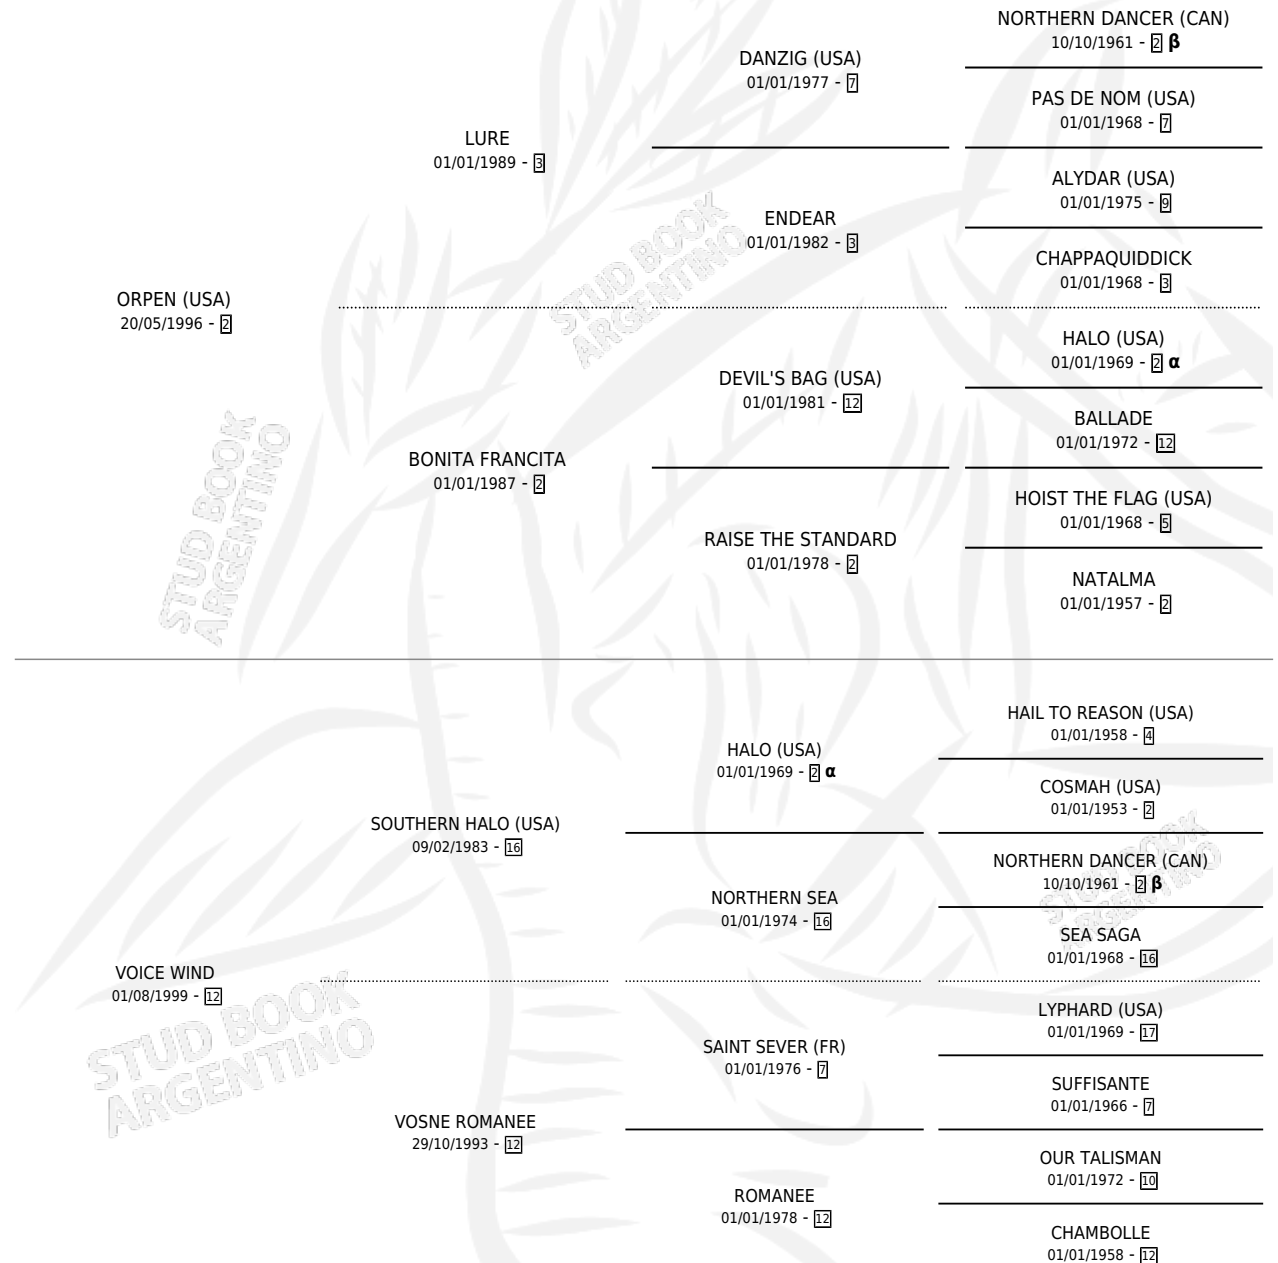 NORTHERN DANCER (CAN)
10/10/1961 - 2 β
DANZIG (USA)
01/01/1977 - 7
PAS DE NOM (USA)
01/01/1968 - 7
LURE
01/01/1989 - 3
ALYDAR (USA)
01/01/1975 - 9
ENDEAR
01/01/1982 - 3
CHAPPAQUIDDICK
01/01/1968 - 3
ORPEN (USA)
20/05/1996 - 2
HALO (USA)
01/01/1969 - 2 α
DEVIL'S BAG (USA)
01/01/1981 - 12
BALLADE
01/01/1972 - 12
BONITA FRANCITA
01/01/1987 - 2
HOIST THE FLAG (USA)
01/01/1968 - 5
RAISE THE STANDARD
01/01/1978 - 2
NATALMA
01/01/1957 - 2
HAIL TO REASON (USA)
01/01/1958 - 4
HALO (USA)
01/01/1969 - 2 α
COSMAH (USA)
01/01/1953 - 2
SOUTHERN HALO (USA)
09/02/1983 - 16
NORTHERN DANCER (CAN)
10/10/1961 - 2 β
NORTHERN SEA
01/01/1974 - 16
SEA SAGA
01/01/1968 - 16
VOICE WIND
01/08/1999 - 12
LYPHARD (USA)
01/01/1969 - 17
SAINT SEVER (FR)
01/01/1976 - 7
SUFFISANTE
01/01/1966 - 7
VOSNE ROMANEE
29/10/1993 - 12
OUR TALISMAN
01/01/1972 - 10
ROMANEE
01/01/1978 - 12
CHAMBOLLE
01/01/1958 - 12
STUD BOOK
ARGENTINO
STUD BOOK
ARGENTINO
STUD BOOK
ARGENTINO
STUD BOOK
ARGENTINO